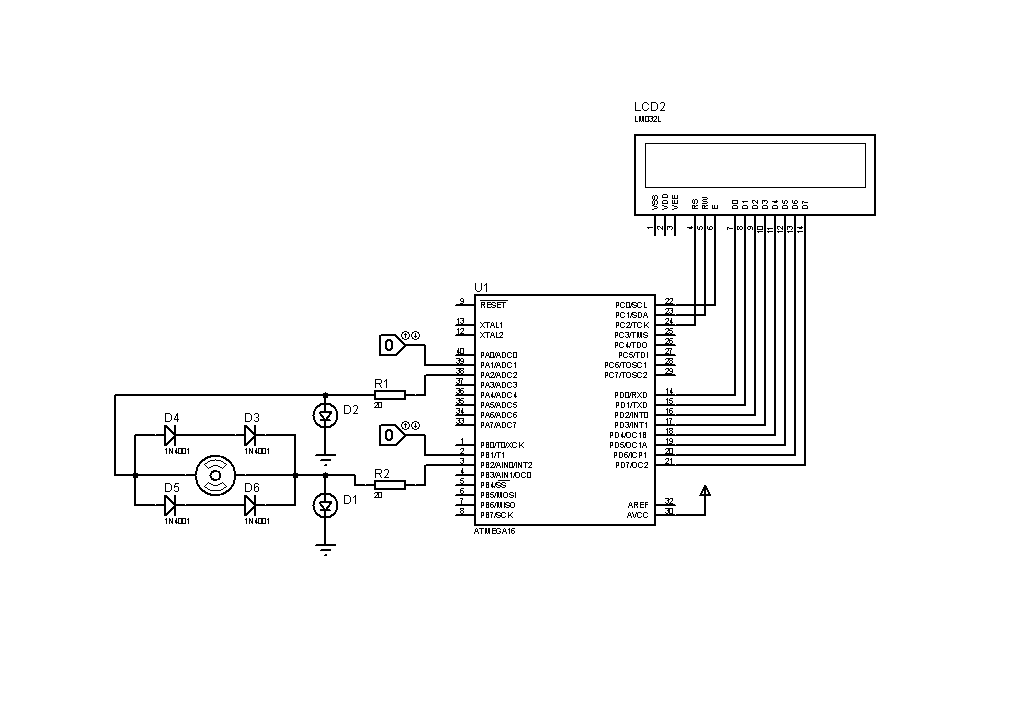 LCD2
LM032L
VSS
VDD
VEE
RS
RW
E
D0
D1
D2
D3
D4
D5
D6
D7
1
2
3
4
5
6
7
8
9
10
11
12
13
14
U1
9 RESET
13 XTAL1
12 XTAL2
40 PA0/ADC0
39 PA1/ADC1
38 PA2/ADC2
37 PA3/ADC3
36 PA4/ADC4
35 PA5/ADC5
34 PA6/ADC6
33 PA7/ADC7
1 PB0/T0/XCK
2 PB1/T1
3 PB2/AIN0/INT2
4 PB3/AIN1/OC0
5 PB4/SS
6 PB5/MOSI
7 PB6/MISO
8 PB7/SCK
PC0/SCL 22
PC1/SDA 23
PC2/TCK 24
PC3/TMS 25
PC4/TDO 26
PC5/TDI 27
PC6/TOSC1 28
PC7/TOSC2 29
PD0/RXD 14
PD1/TXD 15
PD2/INT0 16
PD3/INT1 17
PD4/OC1B 18
PD5/OC1A 19
PD6/ICP1 20
PD7/OC2 21
AREF 32
AVCC 30
ATMEGA16
0
R1
20
D2
0
R2
20
D1
D4
1N4001
D3
1N4001
D5
1N4001
D6
1N4001